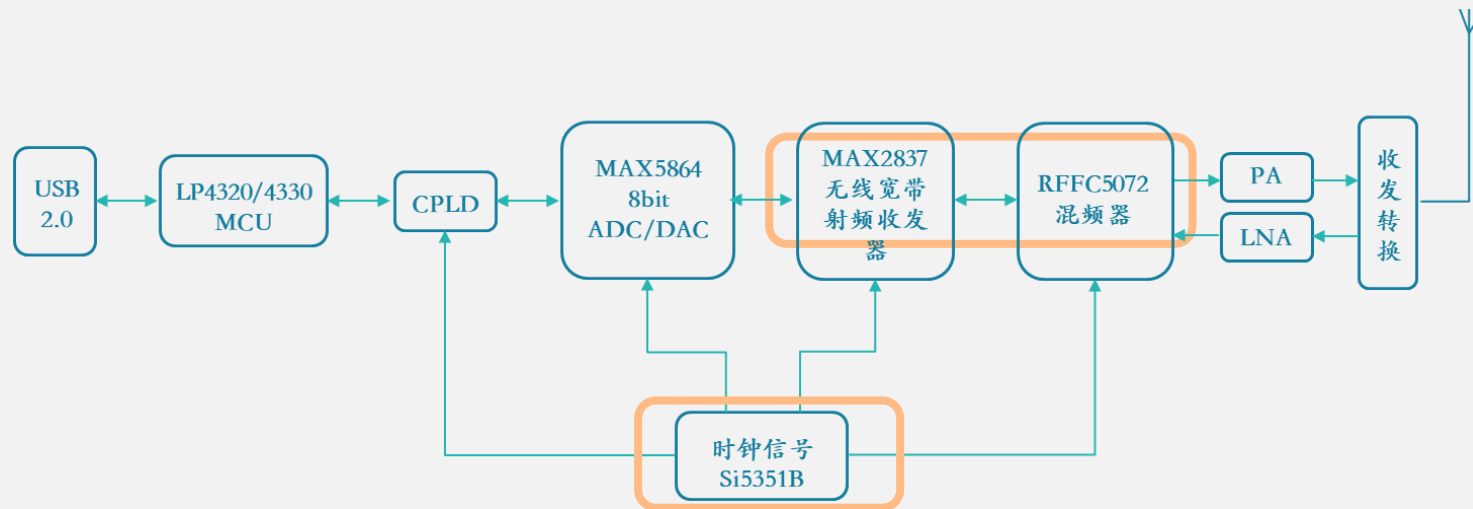 USB
2.0
LP4320/4330
MCU
CPLD
MAX5864
8bit
ADC/DAC
MAX2837
无线宽带
射频收发
器
RFFC5072
混频器
PA
LNA
收
发
转
换
时钟信号
Si5351B